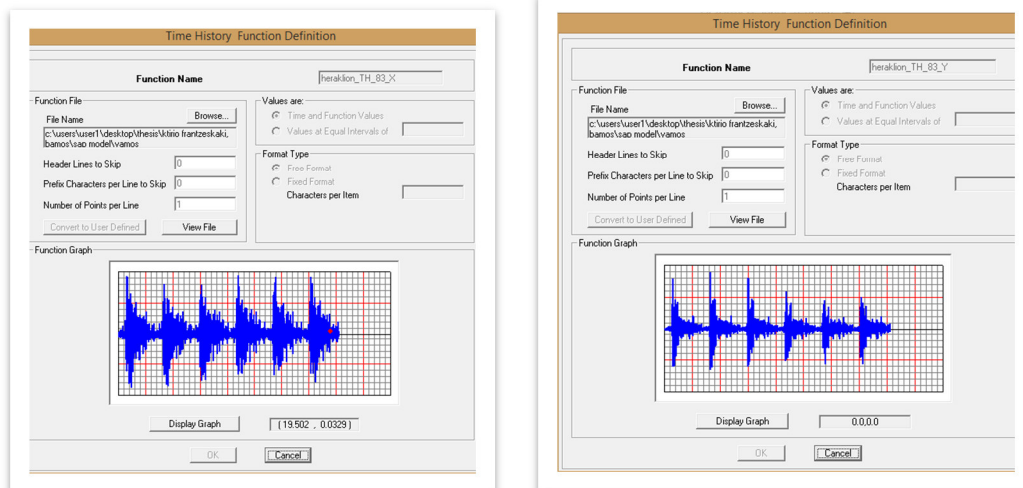 Time History Function Definition
Function Name
heraklion_TH_83_X
Function File
File Name
Browse...
c:\users\user1\desktop\thesis\ktirio frantzeskaki,
bamos\sap model\vamos
Header Lines to Skip
0
Prefix Characters per Line to Skip
0
Number of Points per Line
1
Convert to User Defined
View File
Values are:
Time and Function Values
Values at Equal Intervals of
Format Type
Free Format
Fixed Format
Characters per Item
Function Graph
Display Graph
(19.502 , 0.0329)
OK
Cancel
Time History Function Definition
Function Name
heraklion_TH_83_Y
Function File
File Name
Browse...
c:\users\user1\desktop\thesis\ktirio frantzeskaki,
bamos\sap model\vamos
Header Lines to Skip
0
Prefix Characters per Line to Skip
0
Number of Points per Line
1
Convert to User Defined
View File
Values are:
Time and Function Values
Values at Equal Intervals of
Format Type
Free Format
Fixed Format
Characters per Item
Function Graph
Display Graph
0.0,0.0
OK
Cancel